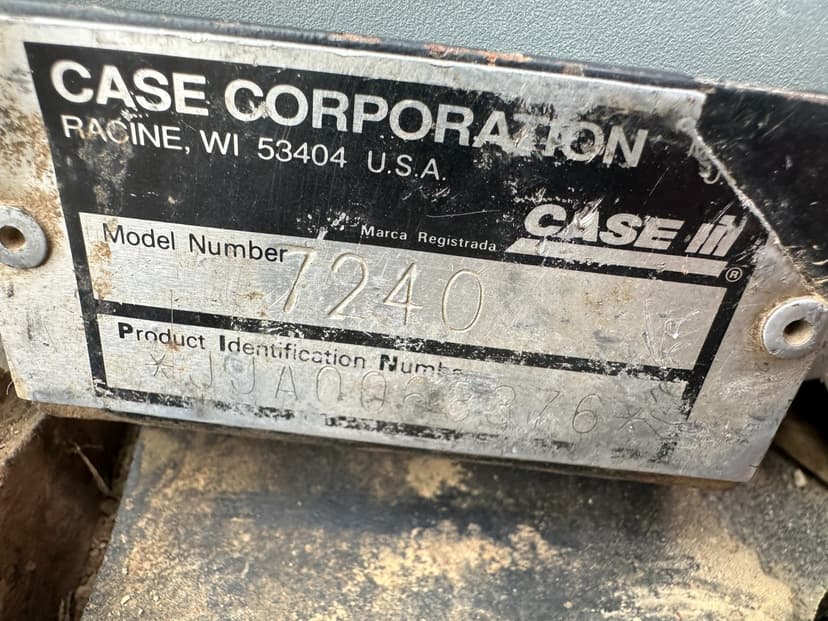 CASE CORPORATION
RACINE, WI 53404 U.S.A.
Marca Registrada CASE IH ®
Model Number 7240
Product Identification Number